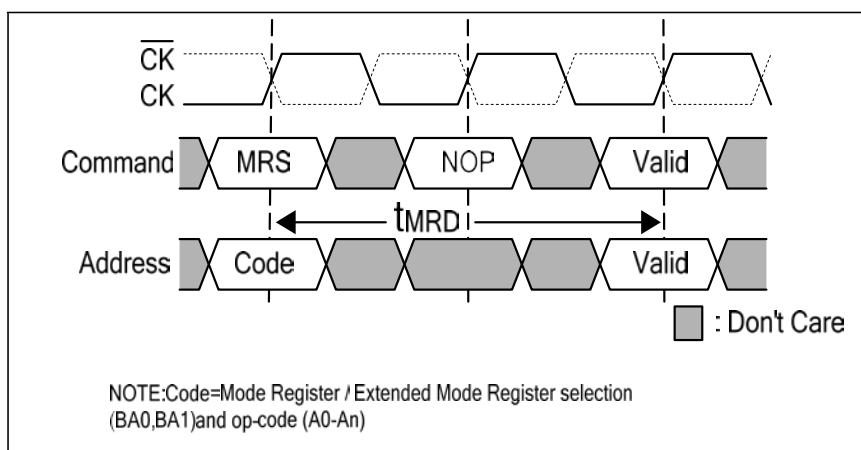 CK
CK
Command MRS NOP Valid
tMRD
Address Code Valid
: Don't Care
NOTE:Code=Mode Register / Extended Mode Register selection
(BA0,BA1)and op-code (A0-An)